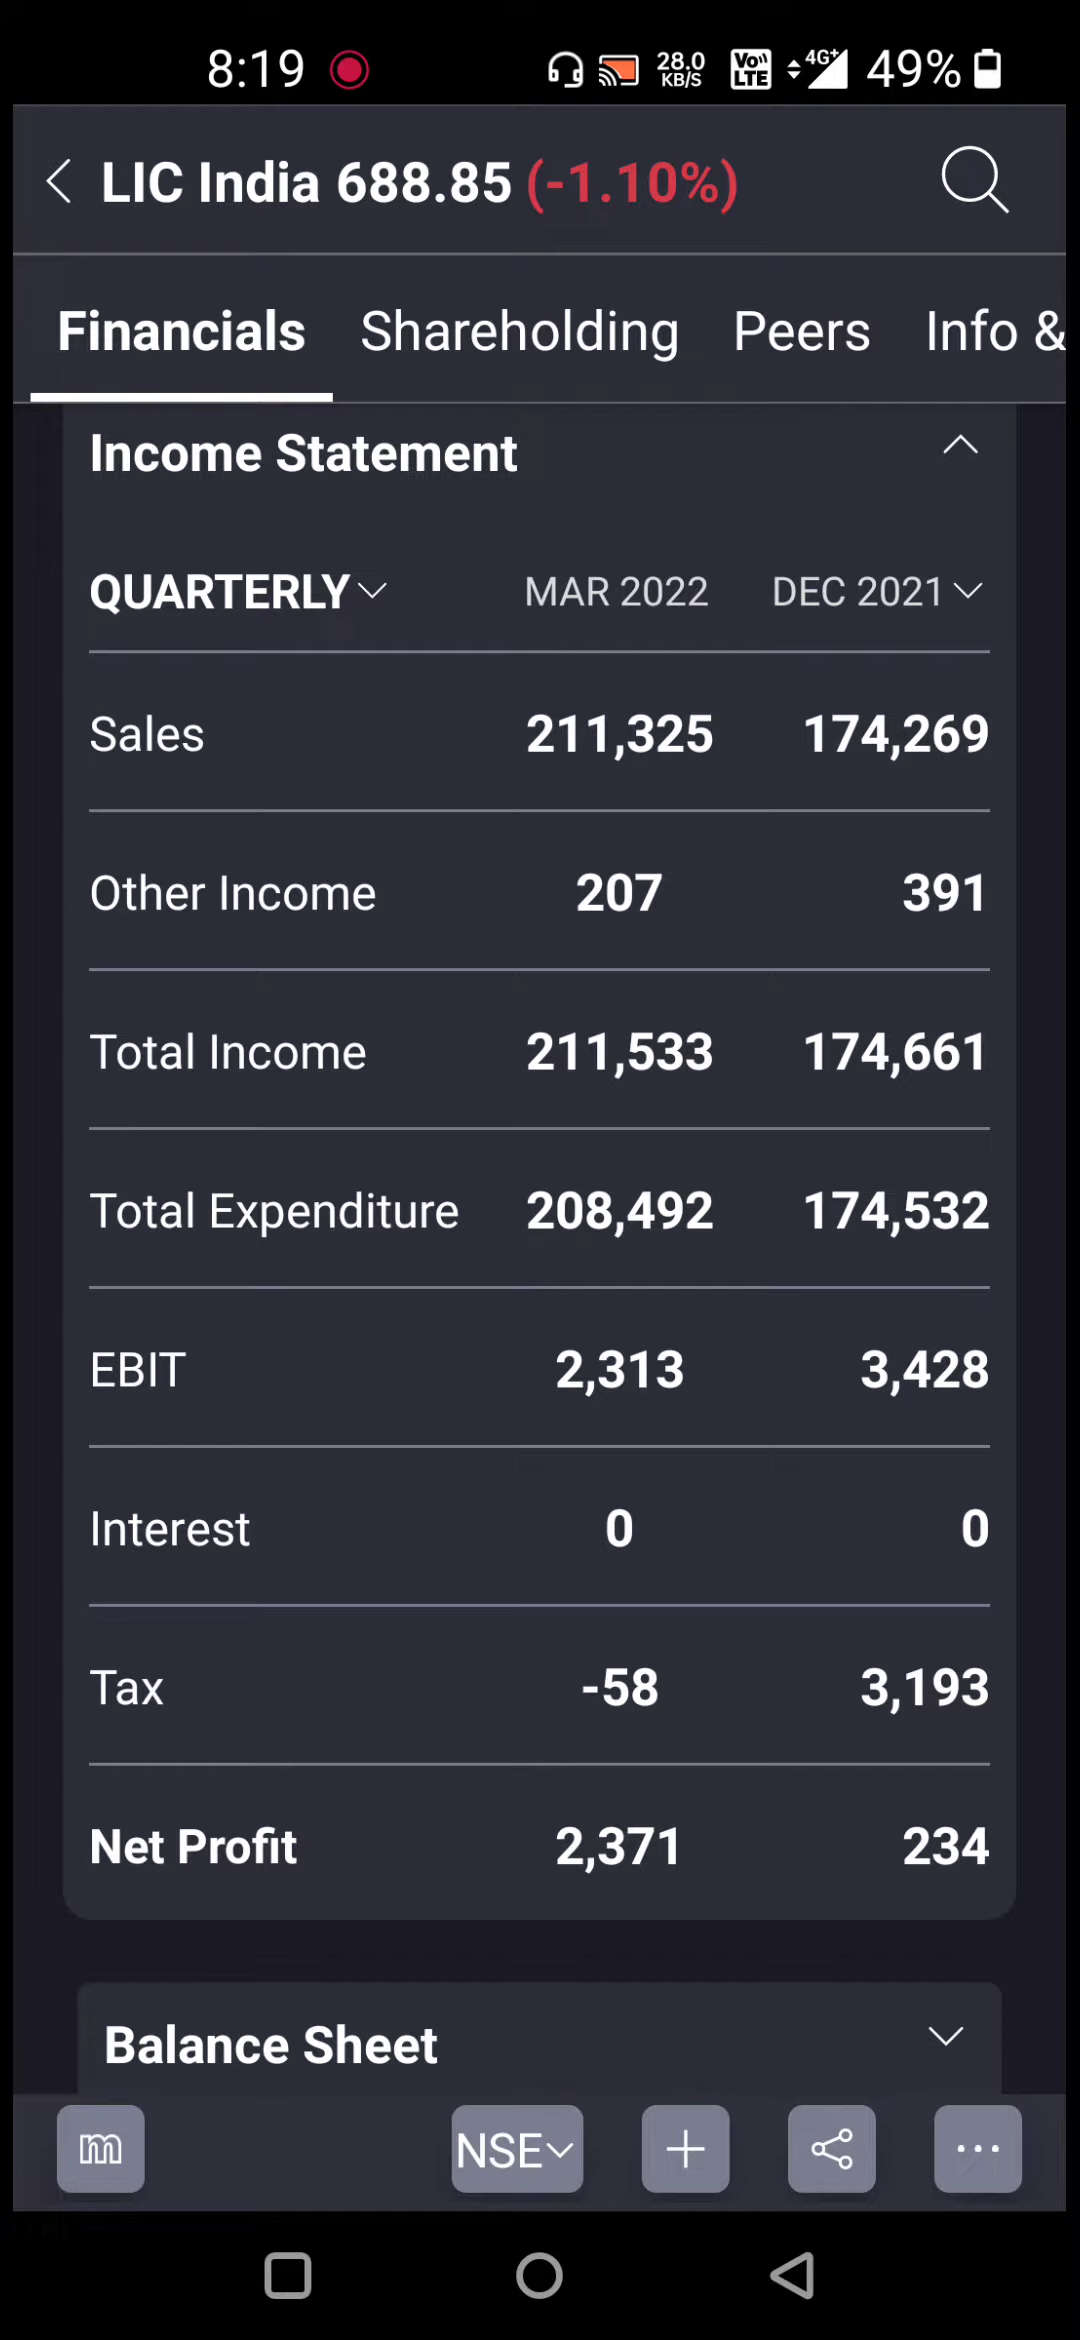 8:19 28.0 KB/S Vo)) LTE 4G+ 49%
LIC India 688.85 (-1.10%)
Financials Shareholding Peers Info &
Income Statement
QUARTERLY MAR 2022 DEC 2021
Sales 211,325 174,269
Other Income 207 391
Total Income 211,533 174,661
Total Expenditure 208,492 174,532
EBIT 2,313 3,428
Interest 0 0
Tax -58 3,193
Net Profit 2,371 234
Balance Sheet
m NSE